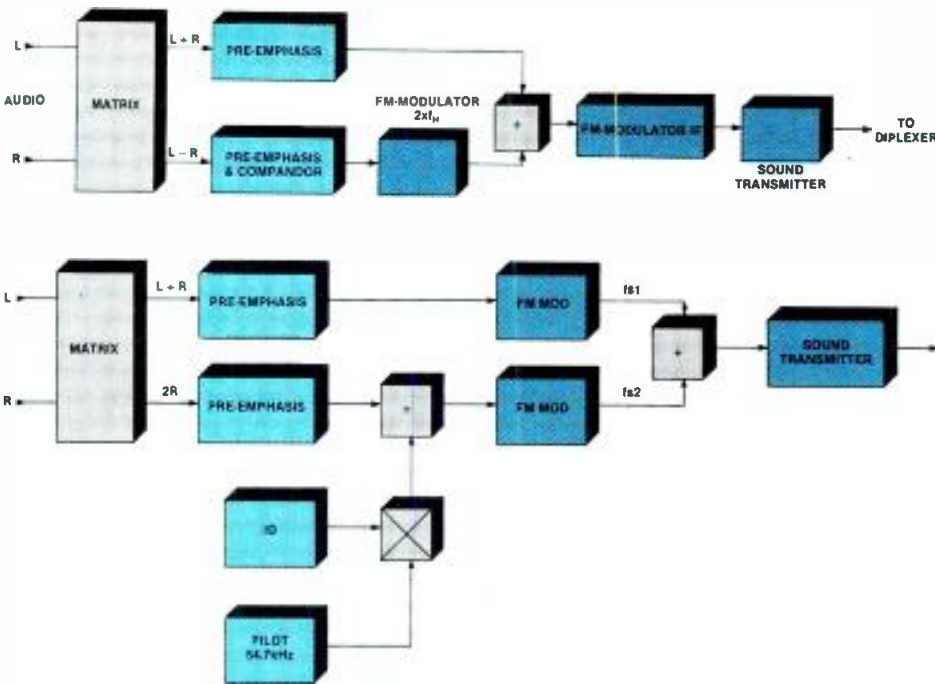 L
L + R
PRE-EMPHASIS
AUDIO
MATRIX
FM-MODULATOR
2xfH
+
FM-MODULATOR-IF
TO
DIPLEXER
R
L – R
PRE-EMPHASIS
& COMPANDOR
SOUND
TRANSMITTER
L
L + R
PRE-EMPHASIS
FM MOD
fs1
MATRIX
+
SOUND
TRANSMITTER
R
2R
PRE-EMPHASIS
+
FM MOD
fs2
ID
PILOT
54.7kHz